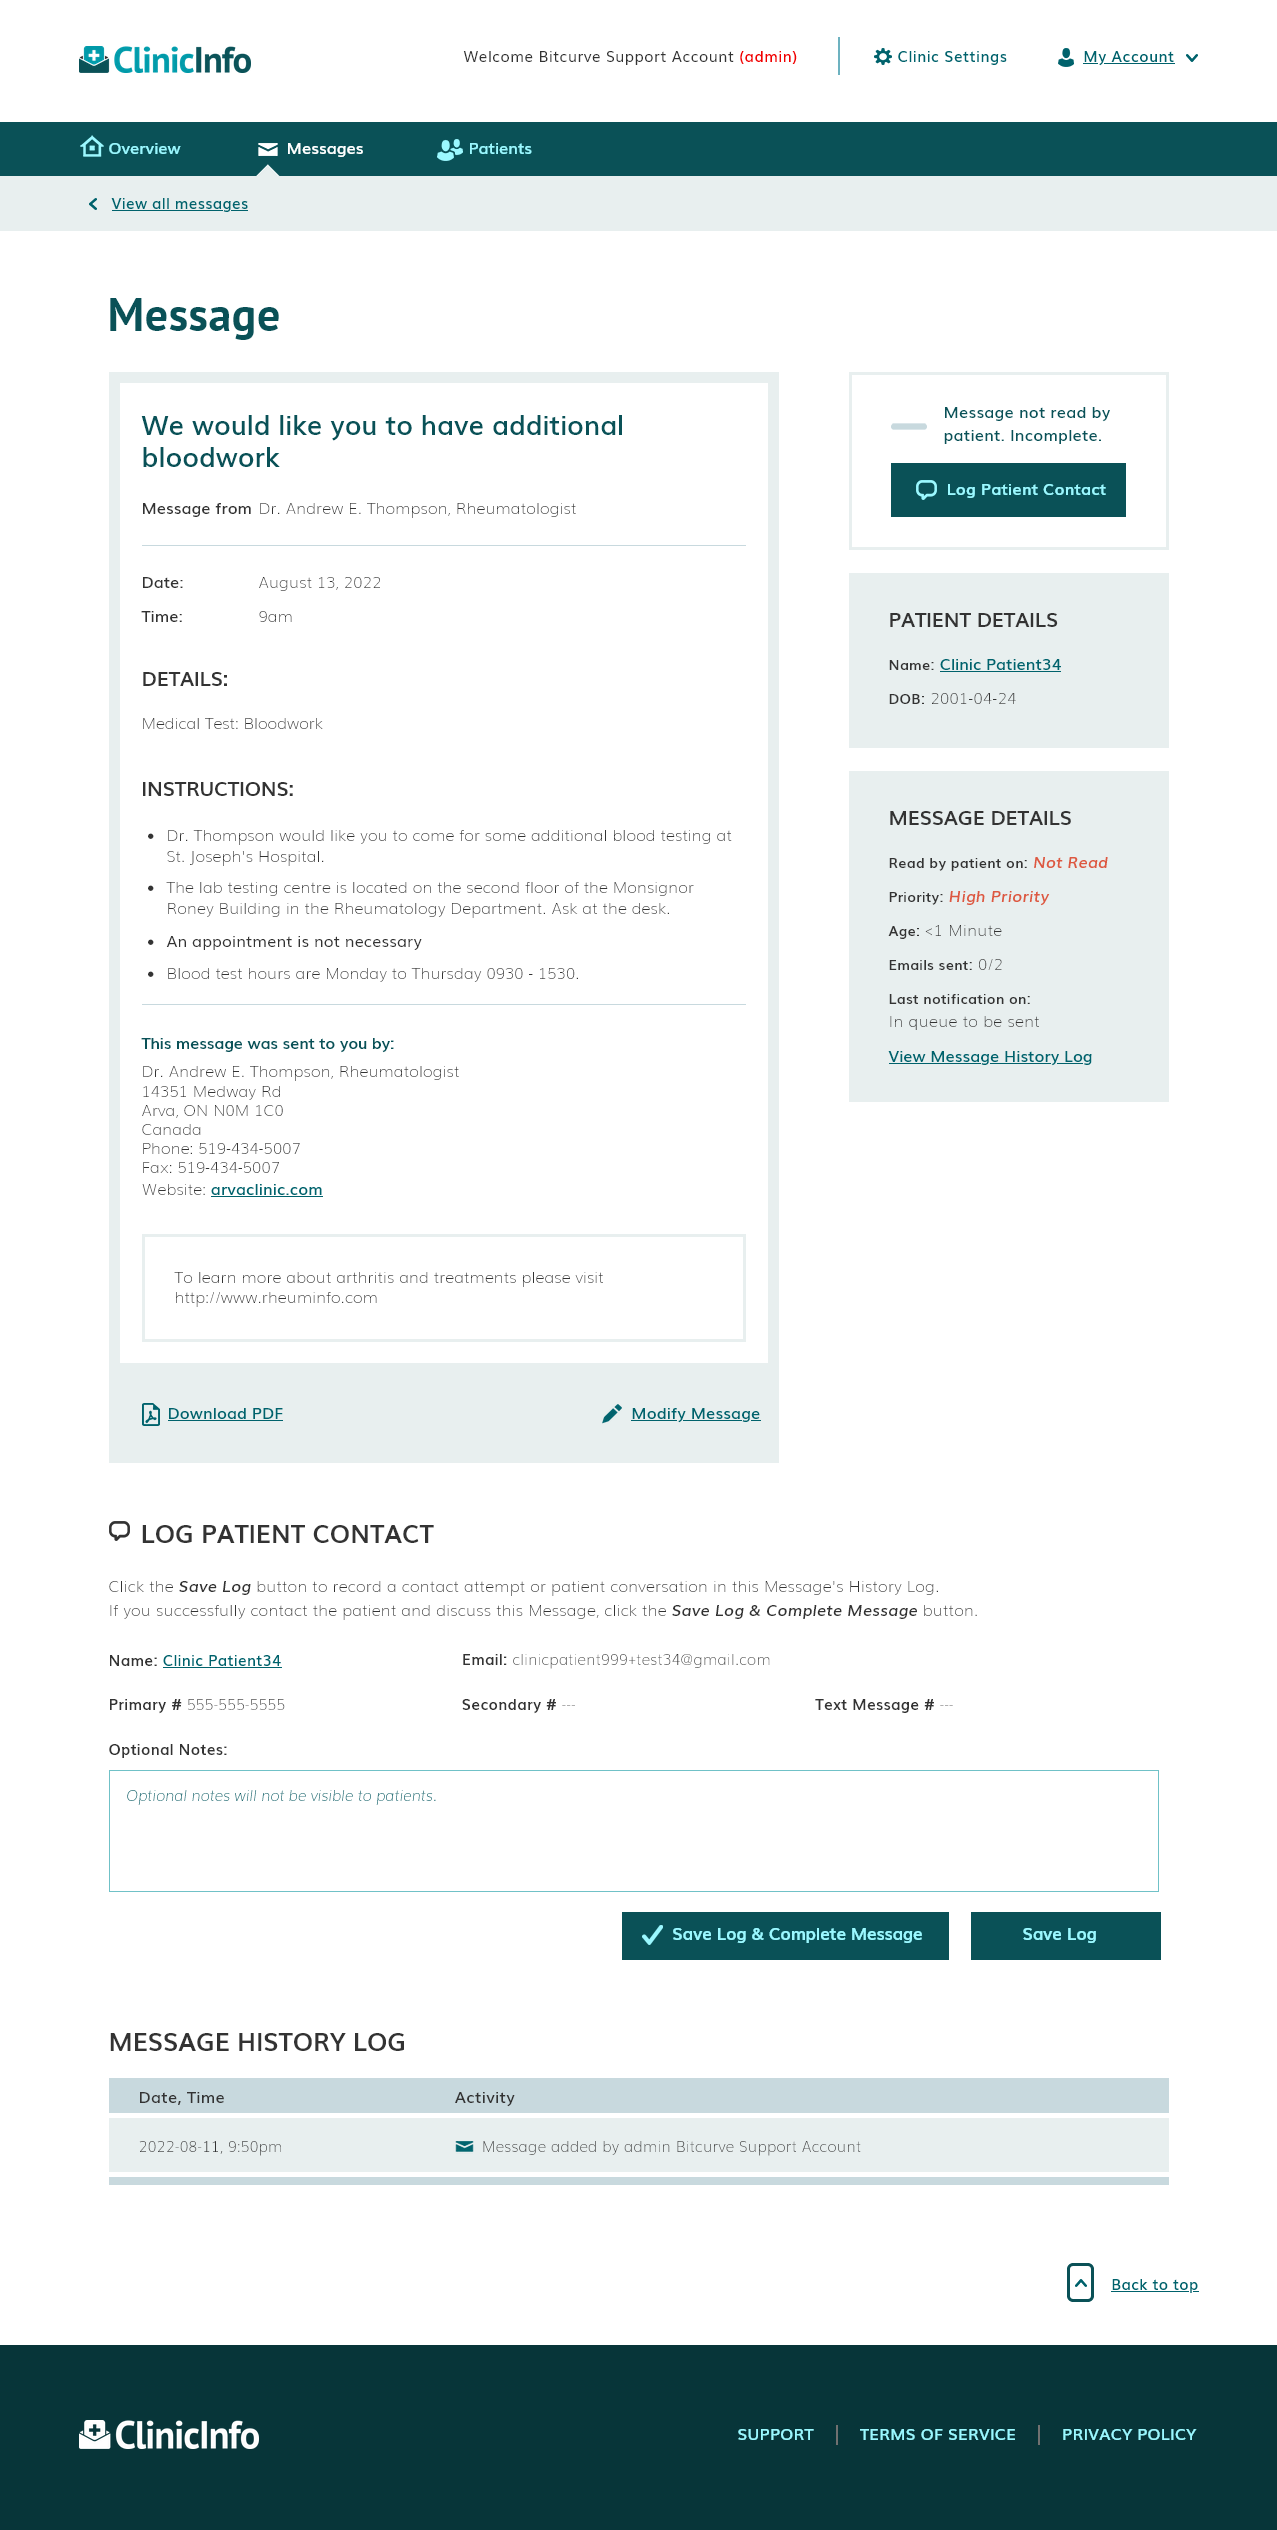 ClinicInfo
Welcome Bitcurve Support Account (admin)
Clinic Settings
My Account
Overview
Messages
Patients
View all messages
Message
We would like you to have additional
bloodwork
Message from Dr. Andrew E. Thompson, Rheumatologist
Date: August 13, 2022
Time: 9am
DETAILS:
Medical Test: Bloodwork
INSTRUCTIONS:
• Dr. Thompson would like you to come for some additional blood testing at
St. Joseph's Hospital.
• The lab testing centre is located on the second floor of the Monsignor
Roney Building in the Rheumatology Department. Ask at the desk.
• An appointment is not necessary
• Blood test hours are Monday to Thursday 0930 - 1530.
This message was sent to you by:
Dr. Andrew E. Thompson, Rheumatologist
14351 Medway Rd
Arva, ON N0M 1C0
Canada
Phone: 519-434-5007
Fax: 519-434-5007
Website: arvaclinic.com
To learn more about arthritis and treatments please visit
http://www.rheuminfo.com
Download PDF
Modify Message
Message not read by
patient. Incomplete.
Log Patient Contact
PATIENT DETAILS
Name: Clinic Patient34
DOB: 2001-04-24
MESSAGE DETAILS
Read by patient on: Not Read
Priority: High Priority
Age: <1 Minute
Emails sent: 0/2
Last notification on:
In queue to be sent
View Message History Log
LOG PATIENT CONTACT
Click the Save Log button to record a contact attempt or patient conversation in this Message's History Log.
If you successfully contact the patient and discuss this Message, click the Save Log & Complete Message button.
Name: Clinic Patient34
Email: clinicpatient999+test34@gmail.com
Primary # 555-555-5555
Secondary # ---
Text Message # ---
Optional Notes:
Optional notes will not be visible to patients.
Save Log & Complete Message
Save Log
MESSAGE HISTORY LOG
Date, Time
Activity
2022-08-11, 9:50pm
Message added by admin Bitcurve Support Account
Back to top
ClinicInfo
SUPPORT
TERMS OF SERVICE
PRIVACY POLICY